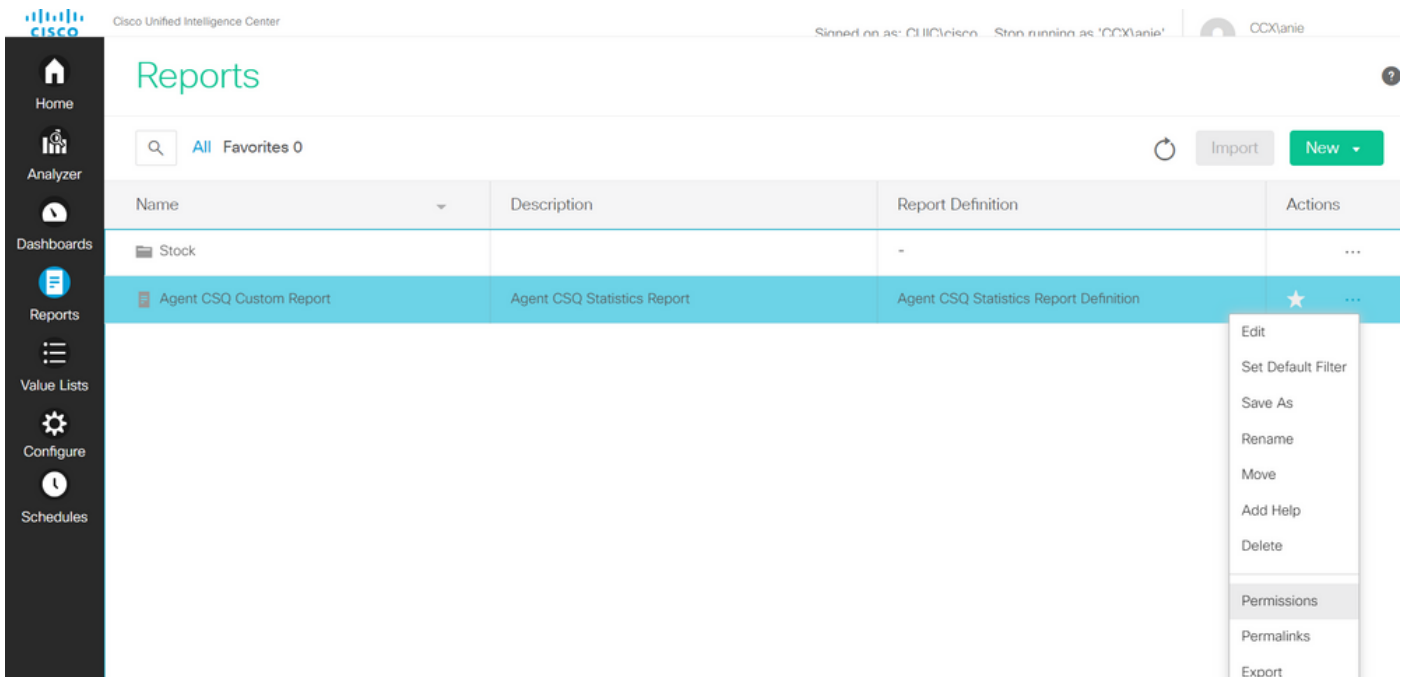 CISCO
Cisco Unified Intelligence Center
Signed on as: CUIC\cisco Stop running as 'CCX\anie'
CCX\anie
Home
Analyzer
Dashboards
Reports
Value Lists
Configure
Schedules
Reports
?
All Favorites 0
Import
New
Name Description Report Definition Actions
Stock - ...
Agent CSQ Custom Report Agent CSQ Statistics Report Agent CSQ Statistics Report Definition ...
Edit
Set Default Filter
Save As
Rename
Move
Add Help
Delete
Permissions
Permalinks
Export